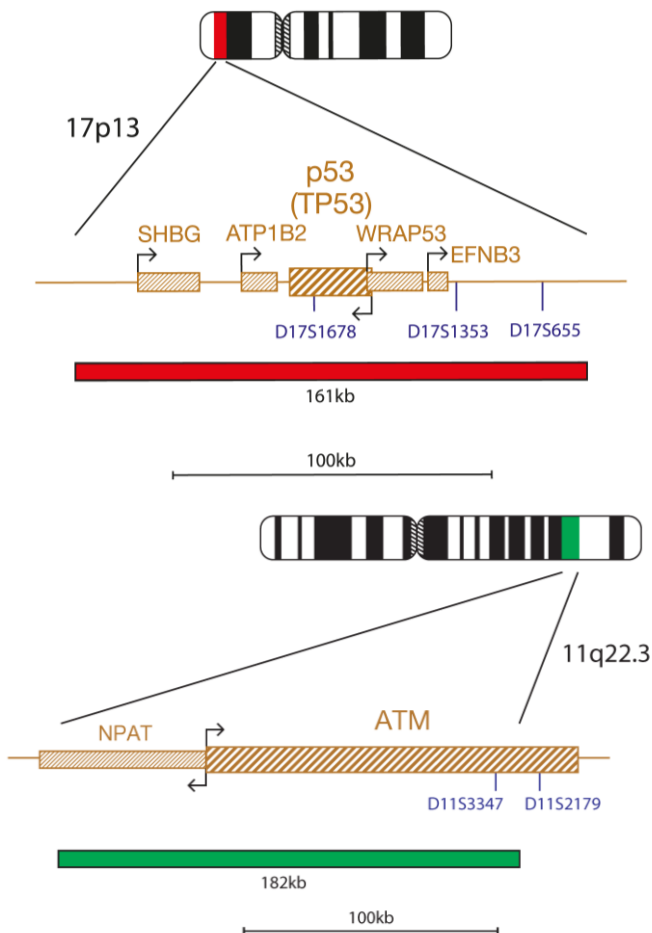 17p13
p53
(TP53)
SHBG
ATP1B2
WRAP53
EFNB3
D17S1678
D17S1353
D17S655
161kb
100kb
11q22.3
NPAT
ATM
D11S3347
D11S2179
182kb
100kb